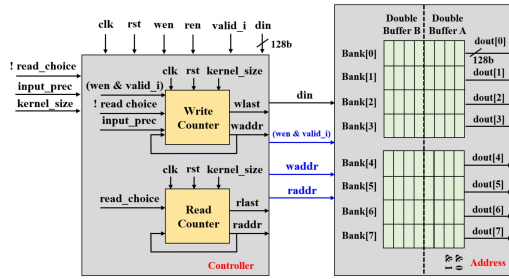 clk rst wen ren valid_i din
128b
! read_choice
input_prec
kernel_size
clk rst kernel_size
(wen & valid_i)
! read choice
input_prec
Write
Counter
wlast
waddr
clk rst kernel_size
read_choice
Read
Counter
rlast
raddr
Controller
din
(wen & valid_i)
waddr
raddr
Double Double
Buffer B Buffer A
Bank[0]
Bank[1]
Bank[2]
Bank[3]
Bank[4]
Bank[5]
Bank[6]
Bank[7]
dout[0]
128b
dout[1]
dout[2]
dout[3]
dout[4]
dout[5]
dout[6]
dout[7]
& 0
& 1
Address